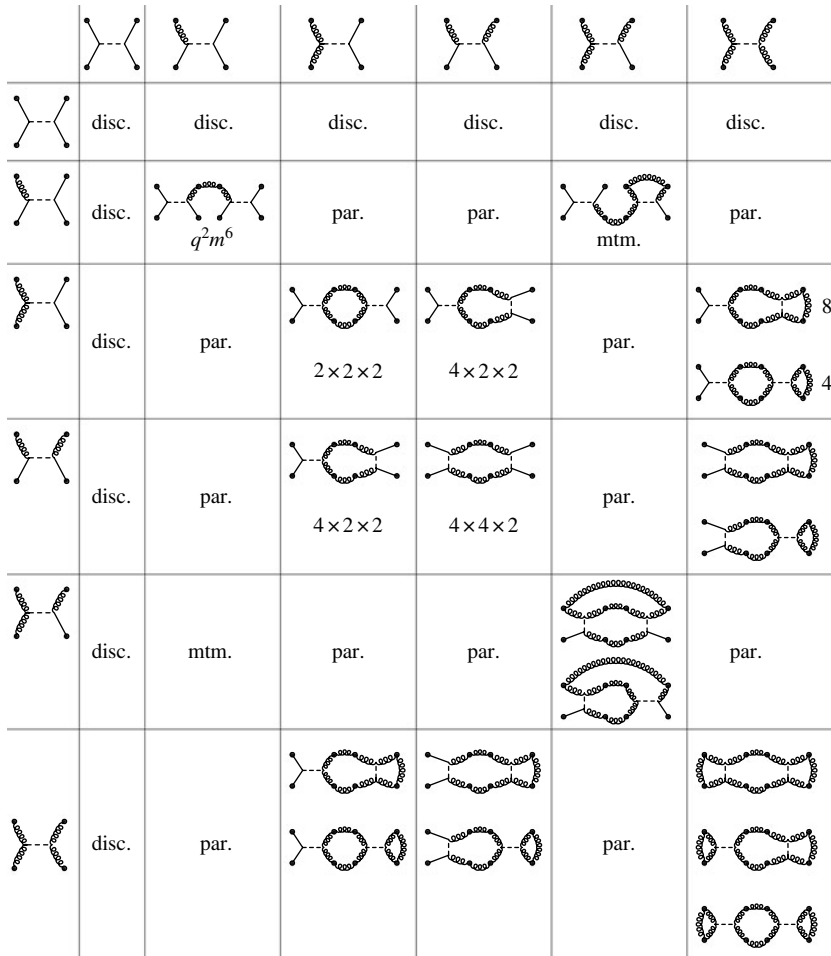 disc. disc. disc. disc. disc. disc.
disc. q²m⁶ par. par. mtm. par.
8
disc. par. 2×2×2 4×2×2 par. 4
disc. par. 4×2×2 4×4×2 par.
disc. mtm. par. par. par.
disc. par. par.